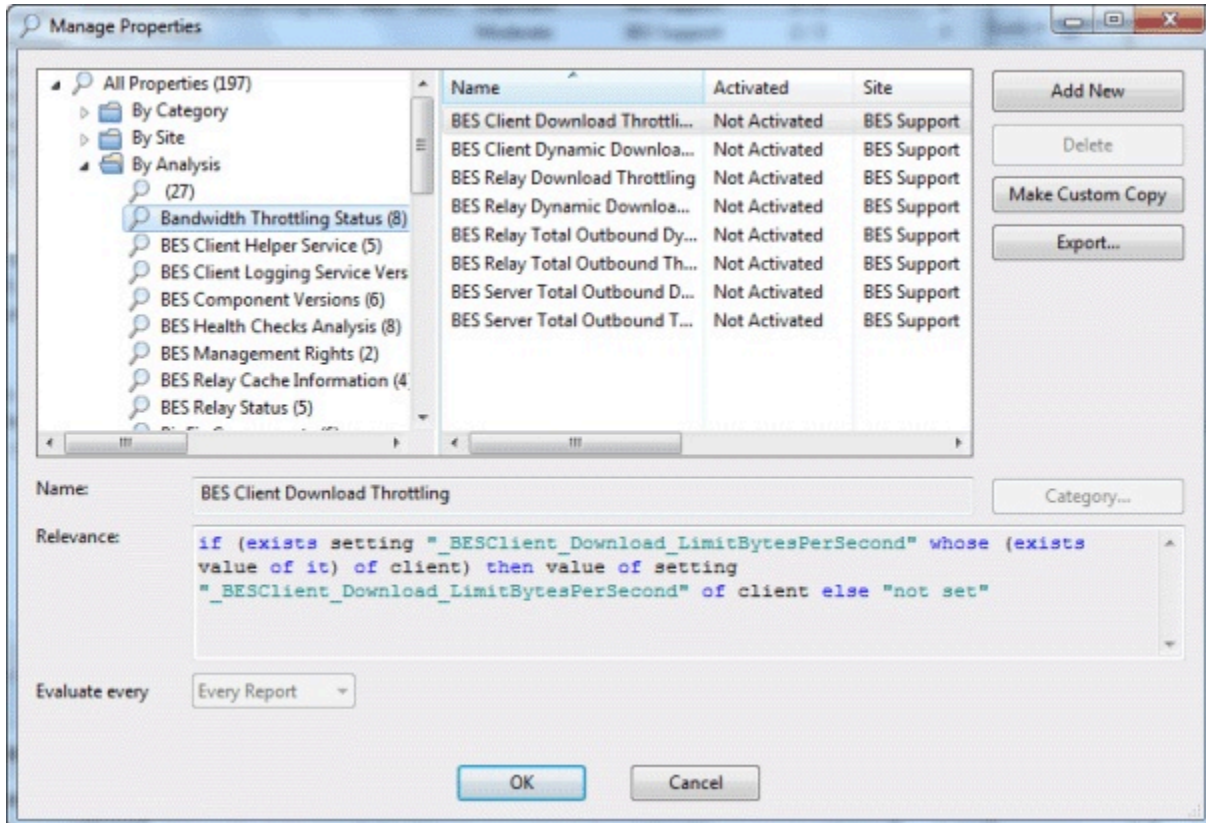 Manage Properties
All Properties (197)
By Category
By Site
By Analysis
(27)
Bandwidth Throttling Status (8)
BES Client Helper Service (5)
BES Client Logging Service Vers
BES Component Versions (6)
BES Health Checks Analysis (8)
BES Management Rights (2)
BES Relay Cache Information (4
BES Relay Status (5)
Name Activated Site
BES Client Download Throttli... Not Activated BES Support
BES Client Dynamic Downloa... Not Activated BES Support
BES Relay Download Throttling Not Activated BES Support
BES Relay Dynamic Downloa... Not Activated BES Support
BES Relay Total Outbound Dy... Not Activated BES Support
BES Relay Total Outbound Th... Not Activated BES Support
BES Server Total Outbound D... Not Activated BES Support
BES Server Total Outbound T... Not Activated BES Support
Add New
Delete
Make Custom Copy
Export...
Name: BES Client Download Throttling Category...
Relevance: if (exists setting "_BESClient_Download_LimitBytesPerSecond" whose (exists
value of it) of client) then value of setting
"_BESClient_Download_LimitBytesPerSecond" of client else "not set"
Evaluate every Every Report
OK Cancel